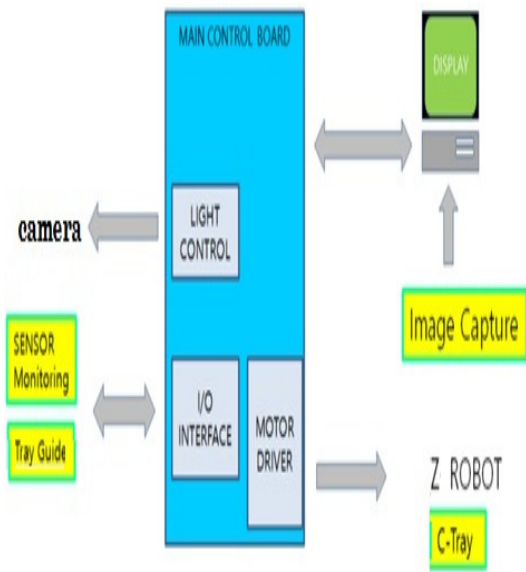 MAIN CONTROL BOARD
DISPLAY
LIGHT
CONTROL
camera
Image Capture
SENSOR
Monitoring
Tray Guide
I/O
INTERFACE
MOTOR
DRIVER
Z ROBOT
C-Tray